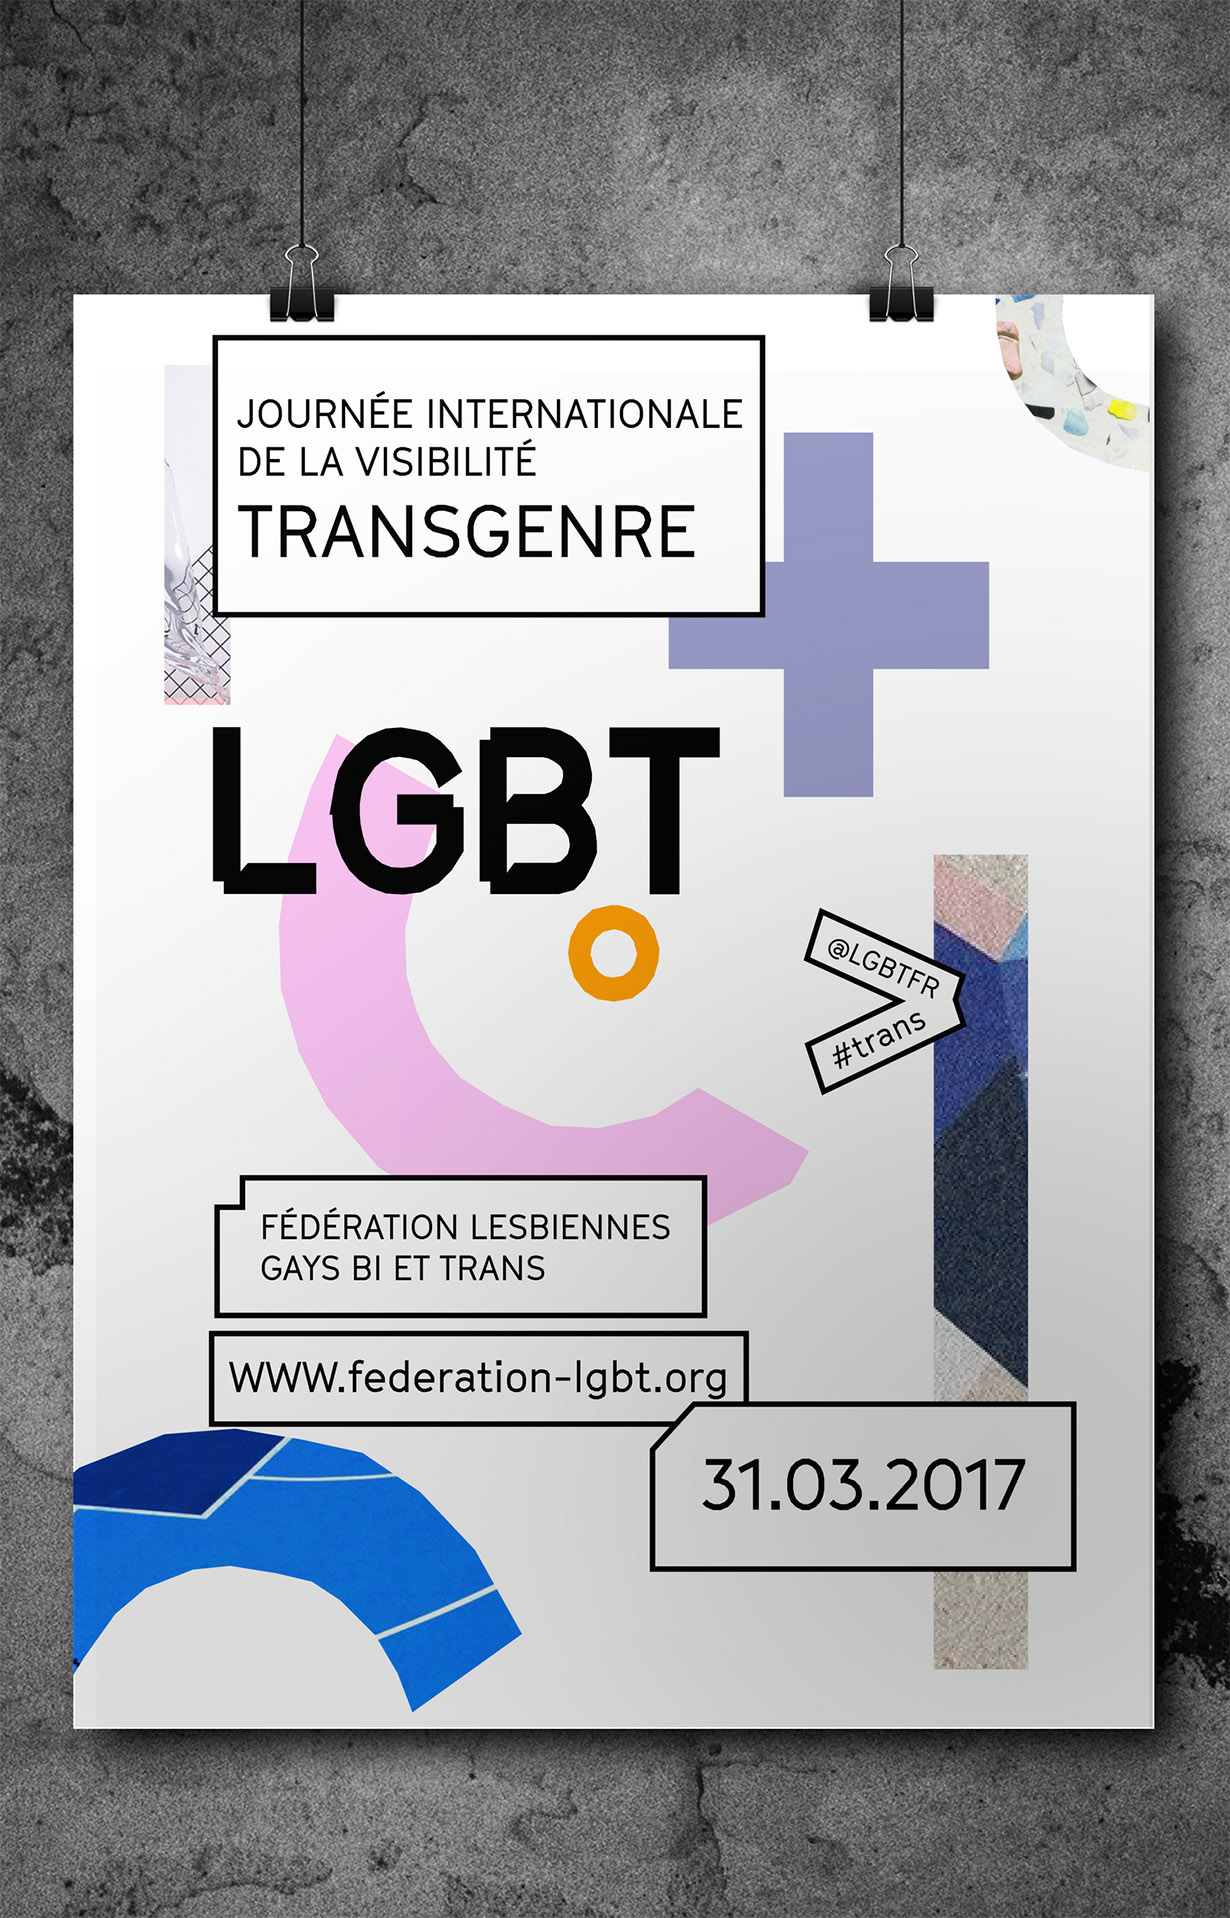 JOURNÉE INTERNATIONALE
DE LA VISIBILITÉ
TRANSGENRE
LGBT
@LGBTFR
#trans
FÉDÉRATION LESBIENNES
GAYS BI ET TRANS
WWW.federation-lgbt.org
31.03.2017